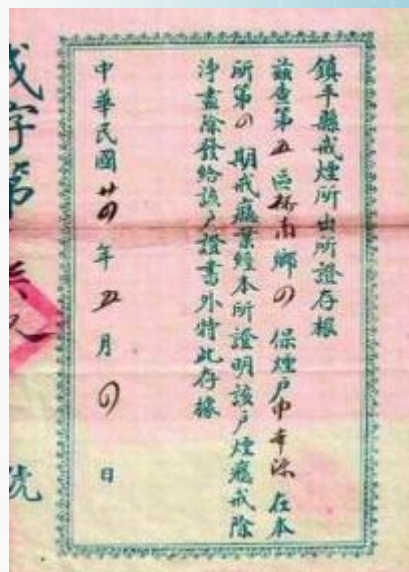 鎮平縣戒煙所出所證存根
茲查第五區楊南鄉の保煙戶申幸深在本
所第の期戒癮業經本所證明該戶煙癮戒除
淨盡除發給該戶證書外特此存據
中華民國廿の年五月の日
戒字第號